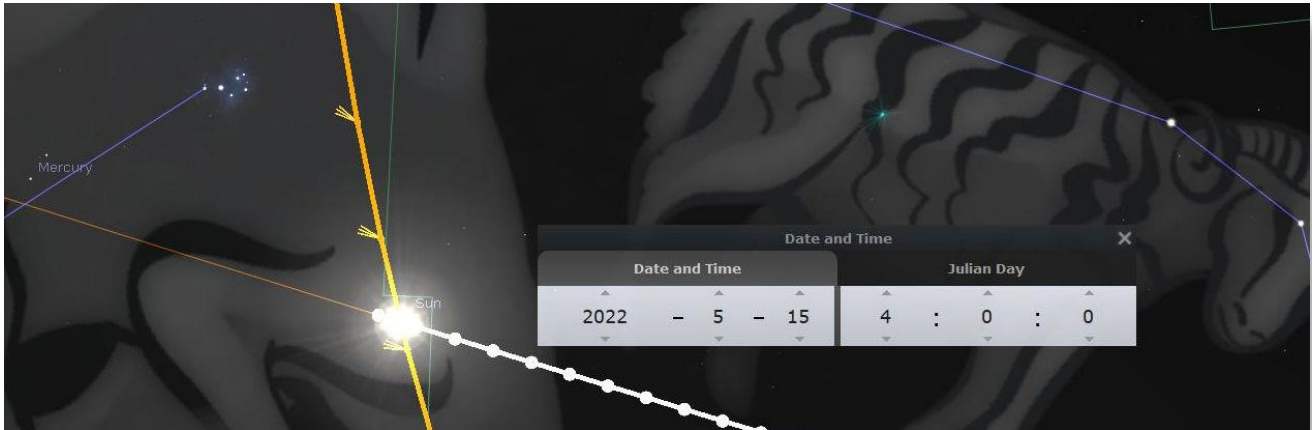 Mercury
Sun
Date and Time ×
Date and Time Julian Day
2022 – 5 – 15 4 : 0 : 0